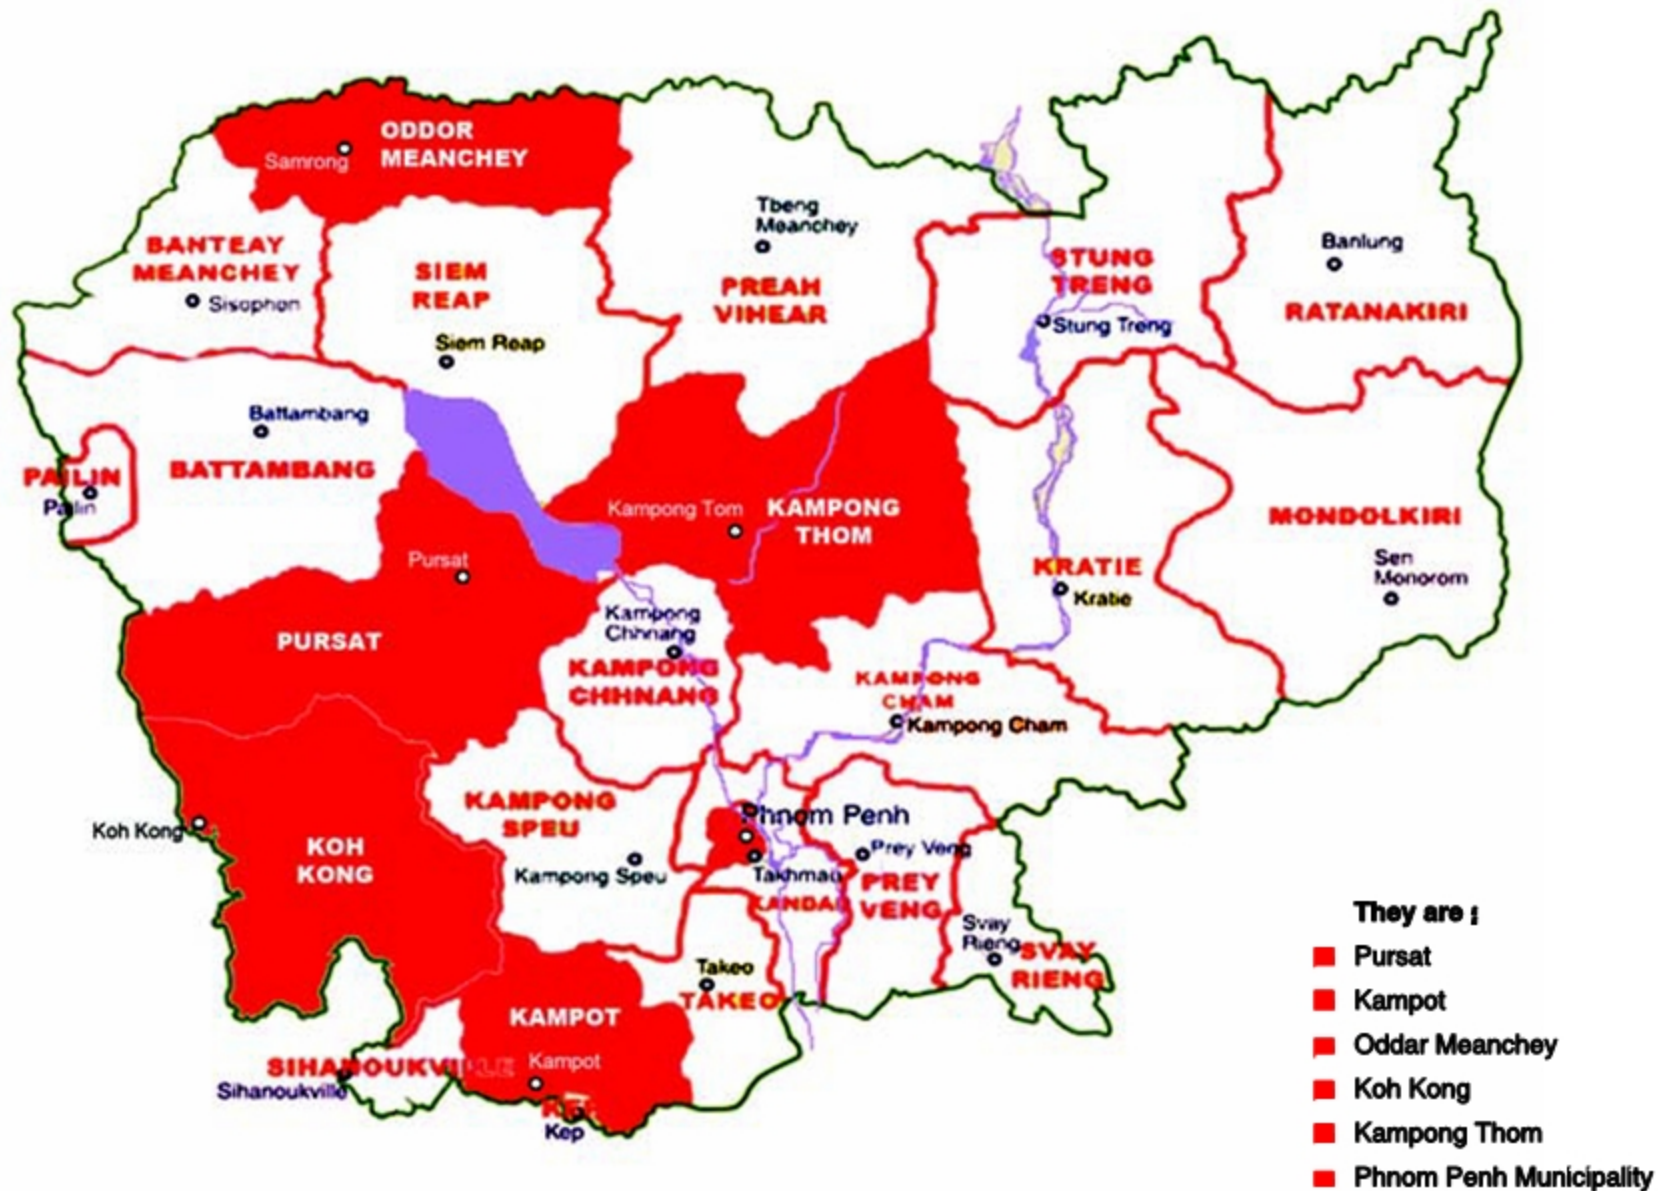 ODDOR
MEANCHEY
Samrong
BANTEAY
MEANCHEY
Sisophon
SIEM
REAP
Siem Reap
Tbeng
Meanchey
PREAH
VIHEAR
STUNG
TRENG
Stung Treng
Banlung
RATANAKIRI
Battambang
BATTAMBANG
PAILIN
Pailin
Pursat
PURSAT
Kampong Tom
KAMPONG
THOM
KRATIE
Kratie
MONDOLKIRI
Sen
Monorom
Kampong
Chhnang
KAMPONG
CHHNANG
KAMPONG
CHAM
Kampong Cham
Koh Kong
KOH
KONG
KAMPONG
SPEU
Kampong Speu
Phnom Penh
Takhmau
KANDAL
Prey Veng
PREY
VENG
Svay
Rieng
SVAY
RIENG
Takeo
TAKEO
KAMPOT
Kampot
SIHANOUKVILLE
Sihanoukville
KEP
Kep
They are :
Pursat
Kampot
Oddar Meanchey
Koh Kong
Kampong Thom
Phnom Penh Municipality